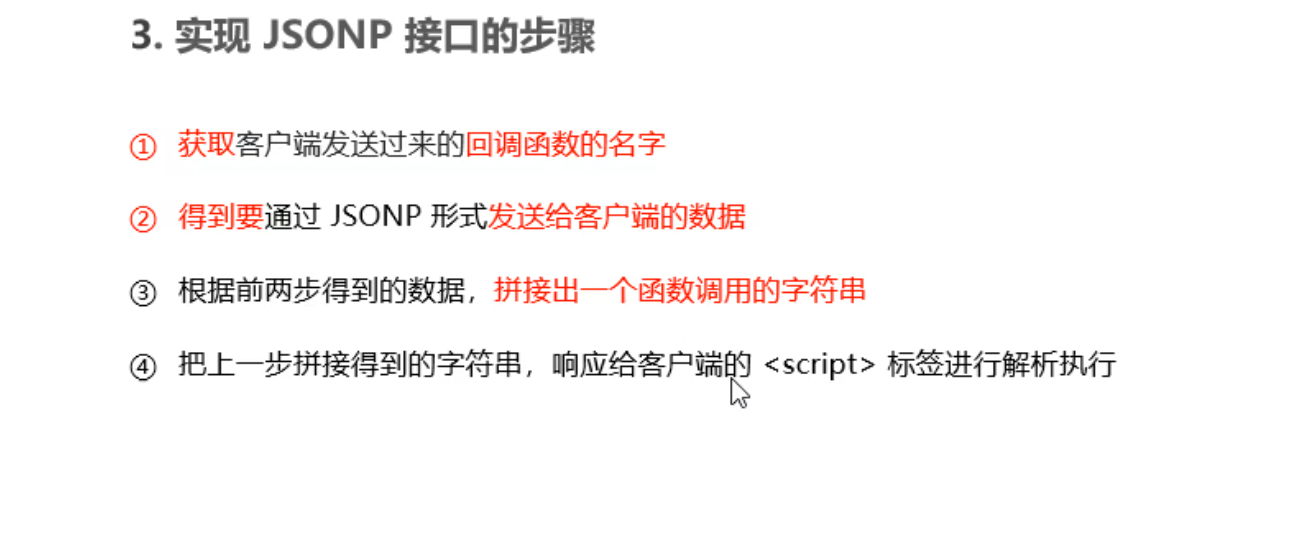 3. 实现 JSONP 接口的步骤
① 获取客户端发送过来的回调函数的名字
② 得到要通过 JSONP 形式发送给客户端的数据
③ 根据前两步得到的数据，拼接出一个函数调用的字符串
④ 把上一步拼接得到的字符串，响应给客户端的 <script> 标签进行解析执行